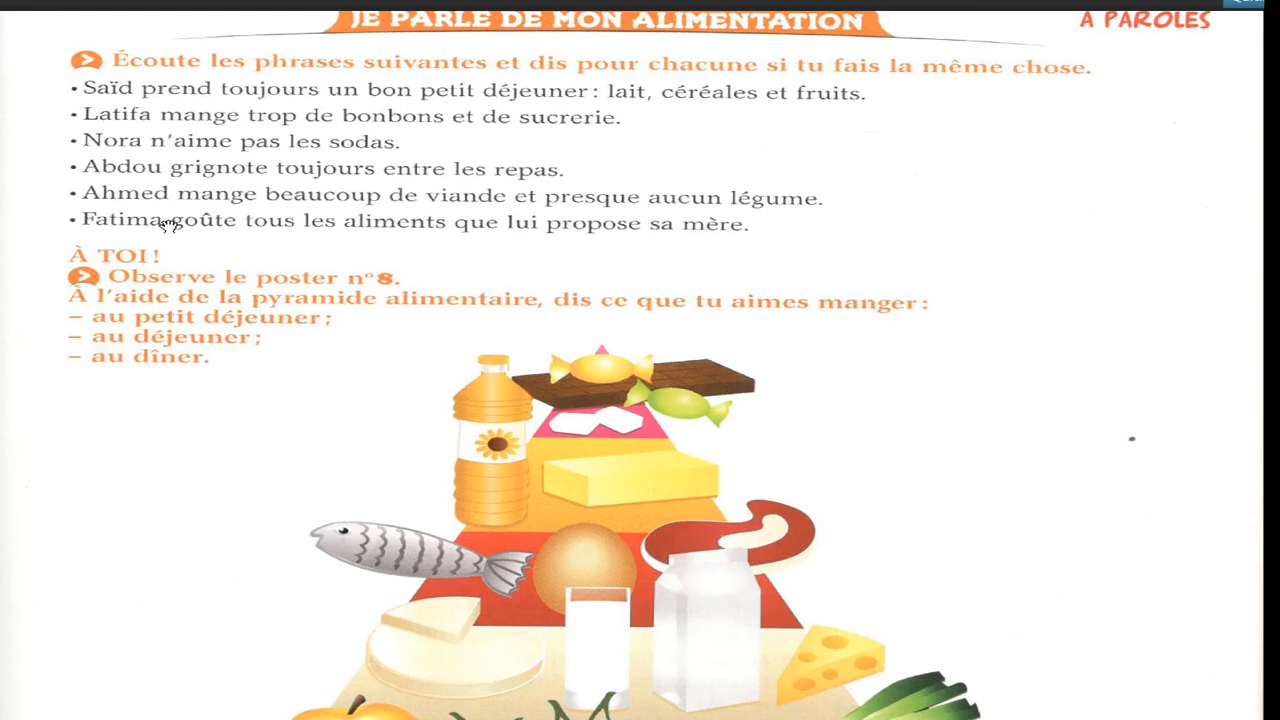 JE PARLE DE MON ALIMENTATION
À PAROLES
Écoute les phrases suivantes et dis pour chacune si tu fais la même chose.
• Saïd prend toujours un bon petit déjeuner : lait, céréales et fruits.
• Latifa mange trop de bonbons et de sucrerie.
• Nora n'aime pas les sodas.
• Abdou grignote toujours entre les repas.
• Ahmed mange beaucoup de viande et presque aucun légume.
• Fatima goûte tous les aliments que lui propose sa mère.
À TOI !
Observe le poster n° 8.
À l'aide de la pyramide alimentaire, dis ce que tu aimes manger :
– au petit déjeuner ;
– au déjeuner ;
– au dîner.